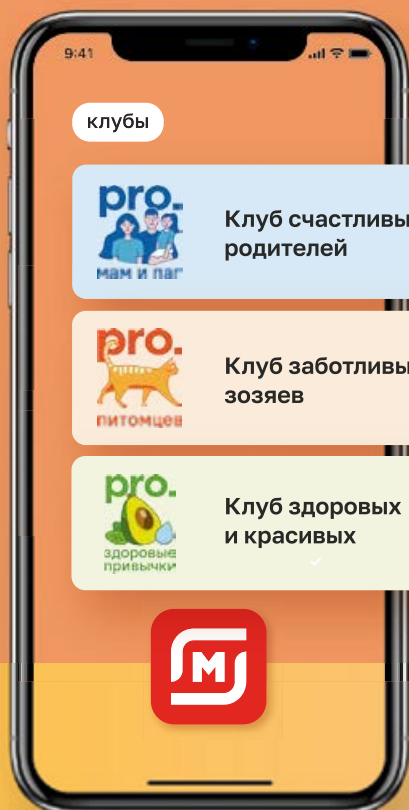 9:41
клубы
pro.
мам и пап
Клуб счастливы
родителей
pro.
питомцев
Клуб заботливы
зозяев
pro.
здоровые
привычки
Клуб здоровых
и красивых
М